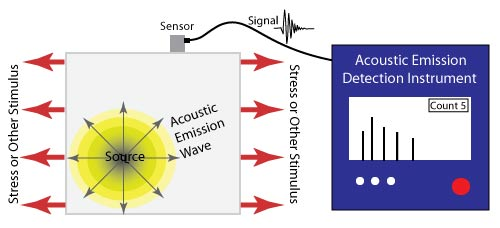 Sensor
Signal
Stress or Other Stimulus
Acoustic
Emission
Wave
Source
Stress or Other Stimulus
Acoustic Emission
Detection Instrument
Count 5